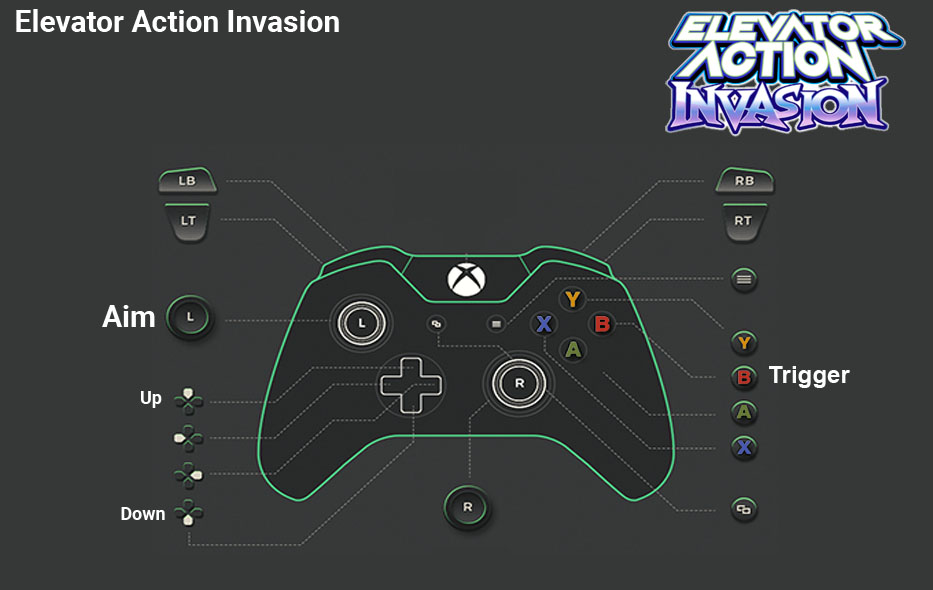 Elevator Action Invasion
ELEVATOR
ACTION
INVASION
LB
RB
LT
RT
Y
Aim
L
L
X
B
A
Y
R
B
Trigger
Up
A
X
Down
R